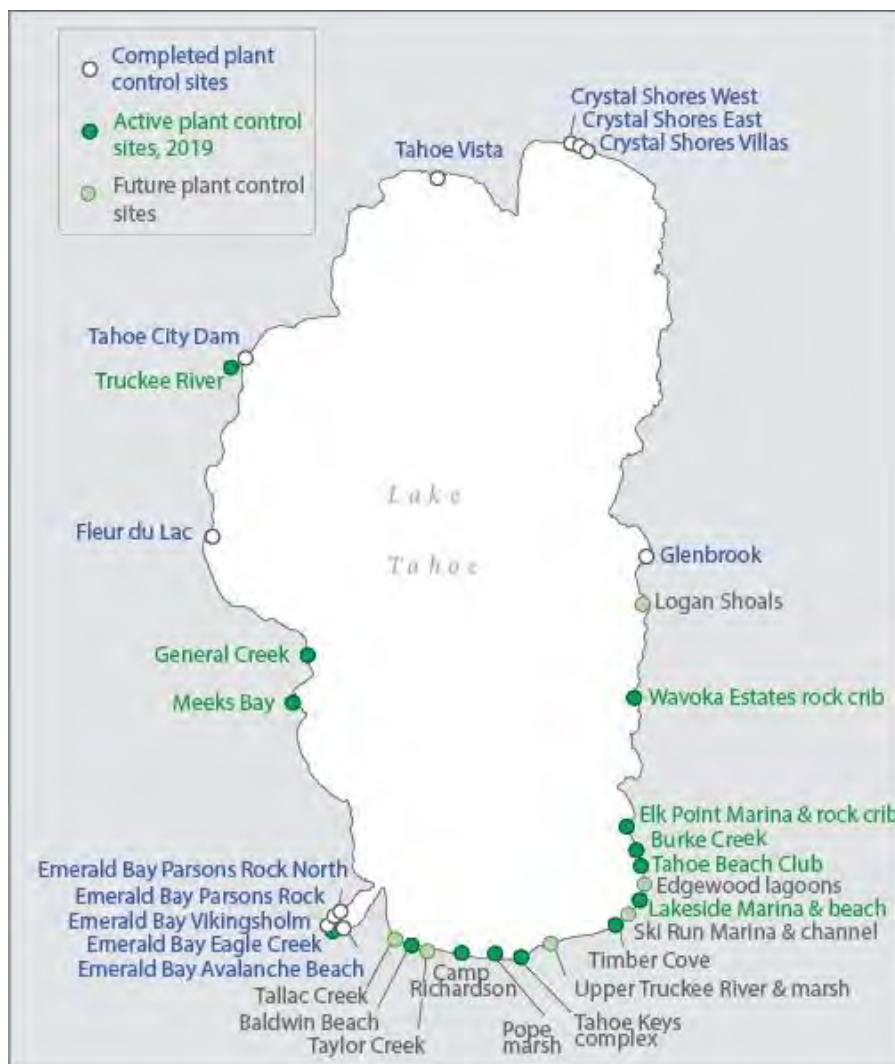 Completed plant
control sites
Active plant control
sites, 2019
Future plant control
sites
Crystal Shores West
Crystal Shores East
Crystal Shores Villas
Tahoe Vista
Tahoe City Dam
Truckee River
Lake
Tahoe
Fleur du Lac
Glenbrook
Logan Shoals
General Creek
Meeks Bay
Wavoka Estates rock crib
Elk Point Marina & rock crib
Burke Creek
Tahoe Beach Club
Edgewood lagoons
Lakeside Marina & beach
Ski Run Marina & channel
Timber Cove
Upper Truckee River & marsh
Tahoe Keys
complex
Pope
marsh
Camp
Richardson
Emerald Bay Parsons Rock North
Emerald Bay Parsons Rock
Emerald Bay Vikingsholm
Emerald Bay Eagle Creek
Emerald Bay Avalanche Beach
Tallac Creek
Baldwin Beach
Taylor Creek